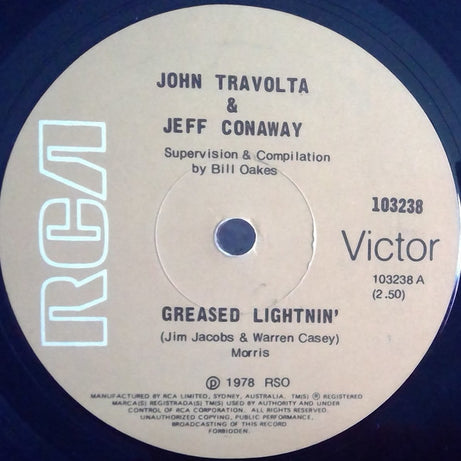 JOHN TRAVOLTA
&
JEFF CONAWAY
Supervision & Compilation
by Bill Oakes
RCA
103238
Victor
103238 A
(2.50)
GREASED LIGHTNIN'
(Jim Jacobs & Warren Casey)
Morris
Ⓟ 1978 RSO
MANUFACTURED BY RCA LIMITED, SYDNEY, AUSTRALIA. TM(S) ® REGISTERED
MARCA(S) REGISTRADA(S) TM(S) USED BY AUTHORITY AND UNDER
CONTROL OF RCA CORPORATION. ALL RIGHTS RESERVED.
UNAUTHORIZED COPYING, PUBLIC PERFORMANCE,
BROADCASTING OF THIS RECORD
FORBIDDEN.